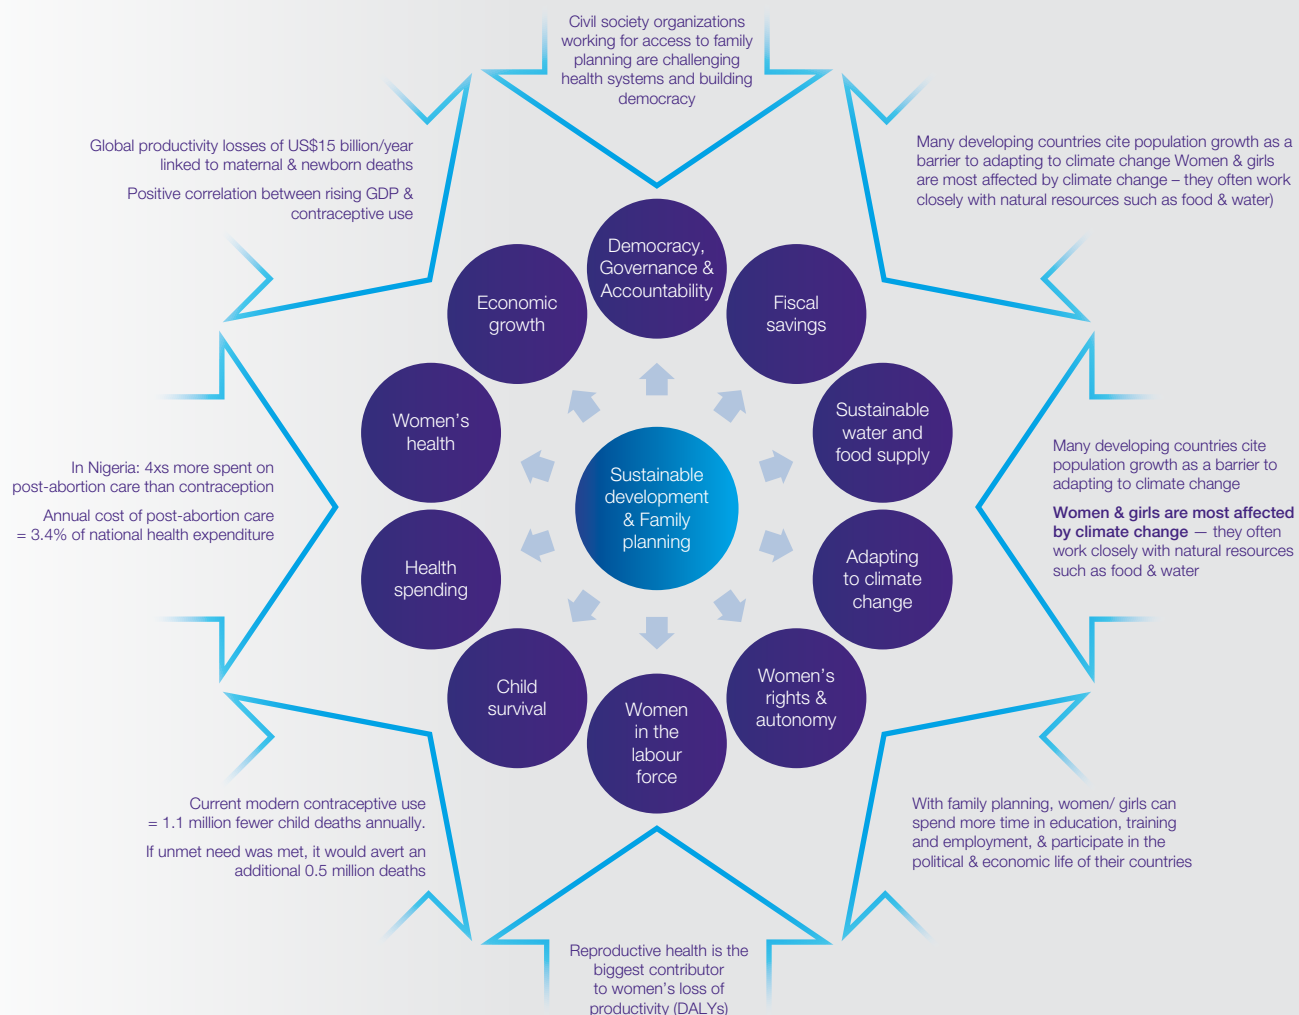 Civil society organizations
working for access to family
planning are challenging
health systems and building
democracy
Global productivity losses of US$15 billion/year
linked to maternal & newborn deaths
Positive correlation between rising GDP &
contraceptive use
Many developing countries cite population growth as a
barrier to adapting to climate change Women & girls
are most affected by climate change – they often work
closely with natural resources such as food & water)
Democracy,
Governance &
Accountability
Economic
growth
Fiscal
savings
Women's
health
Sustainable
water and
food supply
In Nigeria: 4xs more spent on
post-abortion care than contraception
Annual cost of post-abortion care
= 3.4% of national health expenditure
Sustainable
development
& Family
planning
Many developing countries cite
population growth as a barrier to
adapting to climate change
Women & girls are most affected
by climate change — they often
work closely with natural resources
such as food & water
Health
spending
Adapting
to climate
change
Child
survival
Women
in the
labour
force
Women's
rights &
autonomy
Current modern contraceptive use
= 1.1 million fewer child deaths annually.
If unmet need was met, it would avert an
additional 0.5 million deaths
With family planning, women/ girls can
spend more time in education, training
and employment, & participate in the
political & economic life of their countries
Reproductive health is the
biggest contributor
to women's loss of
productivity (DALYs)